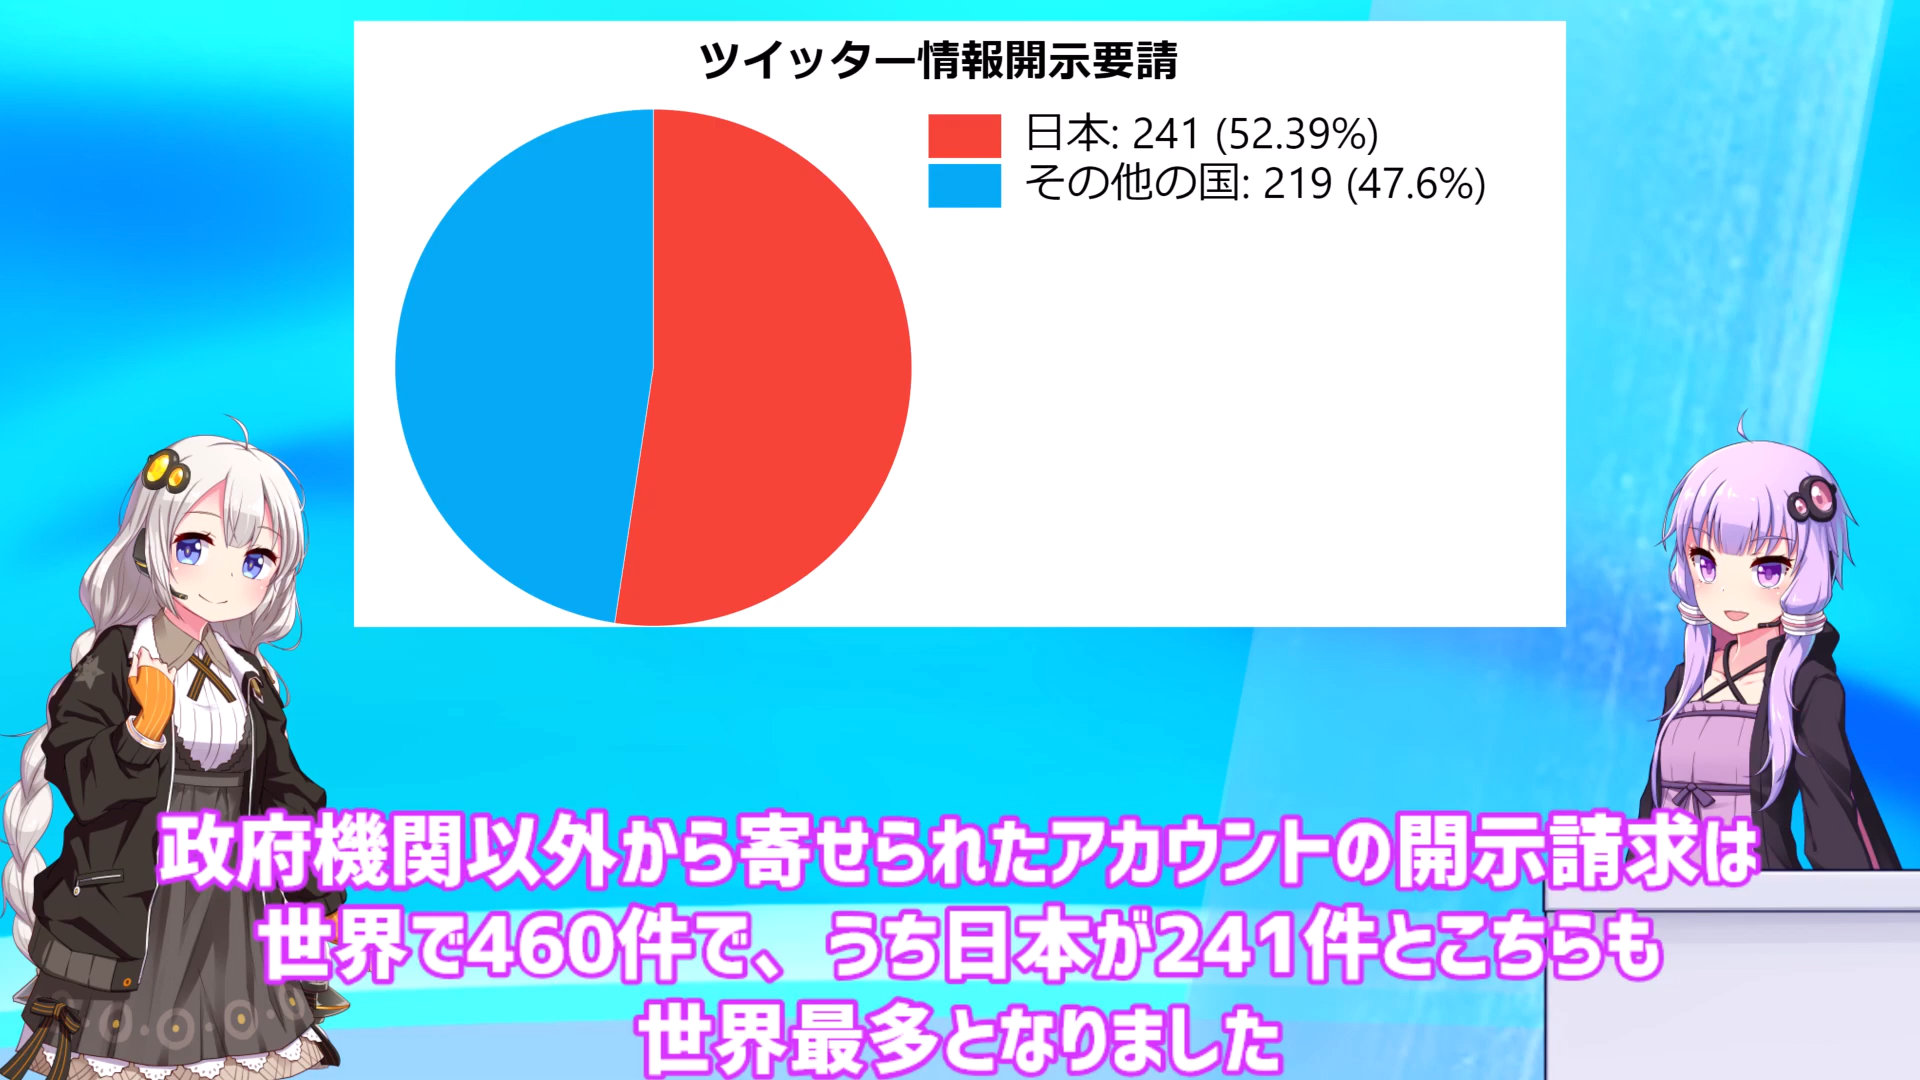 ツイッター情報開示要請
日本: 241 (52.39%)
その他の国: 219 (47.6%)
政府機関以外から寄せられたアカウントの開示請求は
世界で460件で、うち日本が241件とこちらも
世界最多となりました